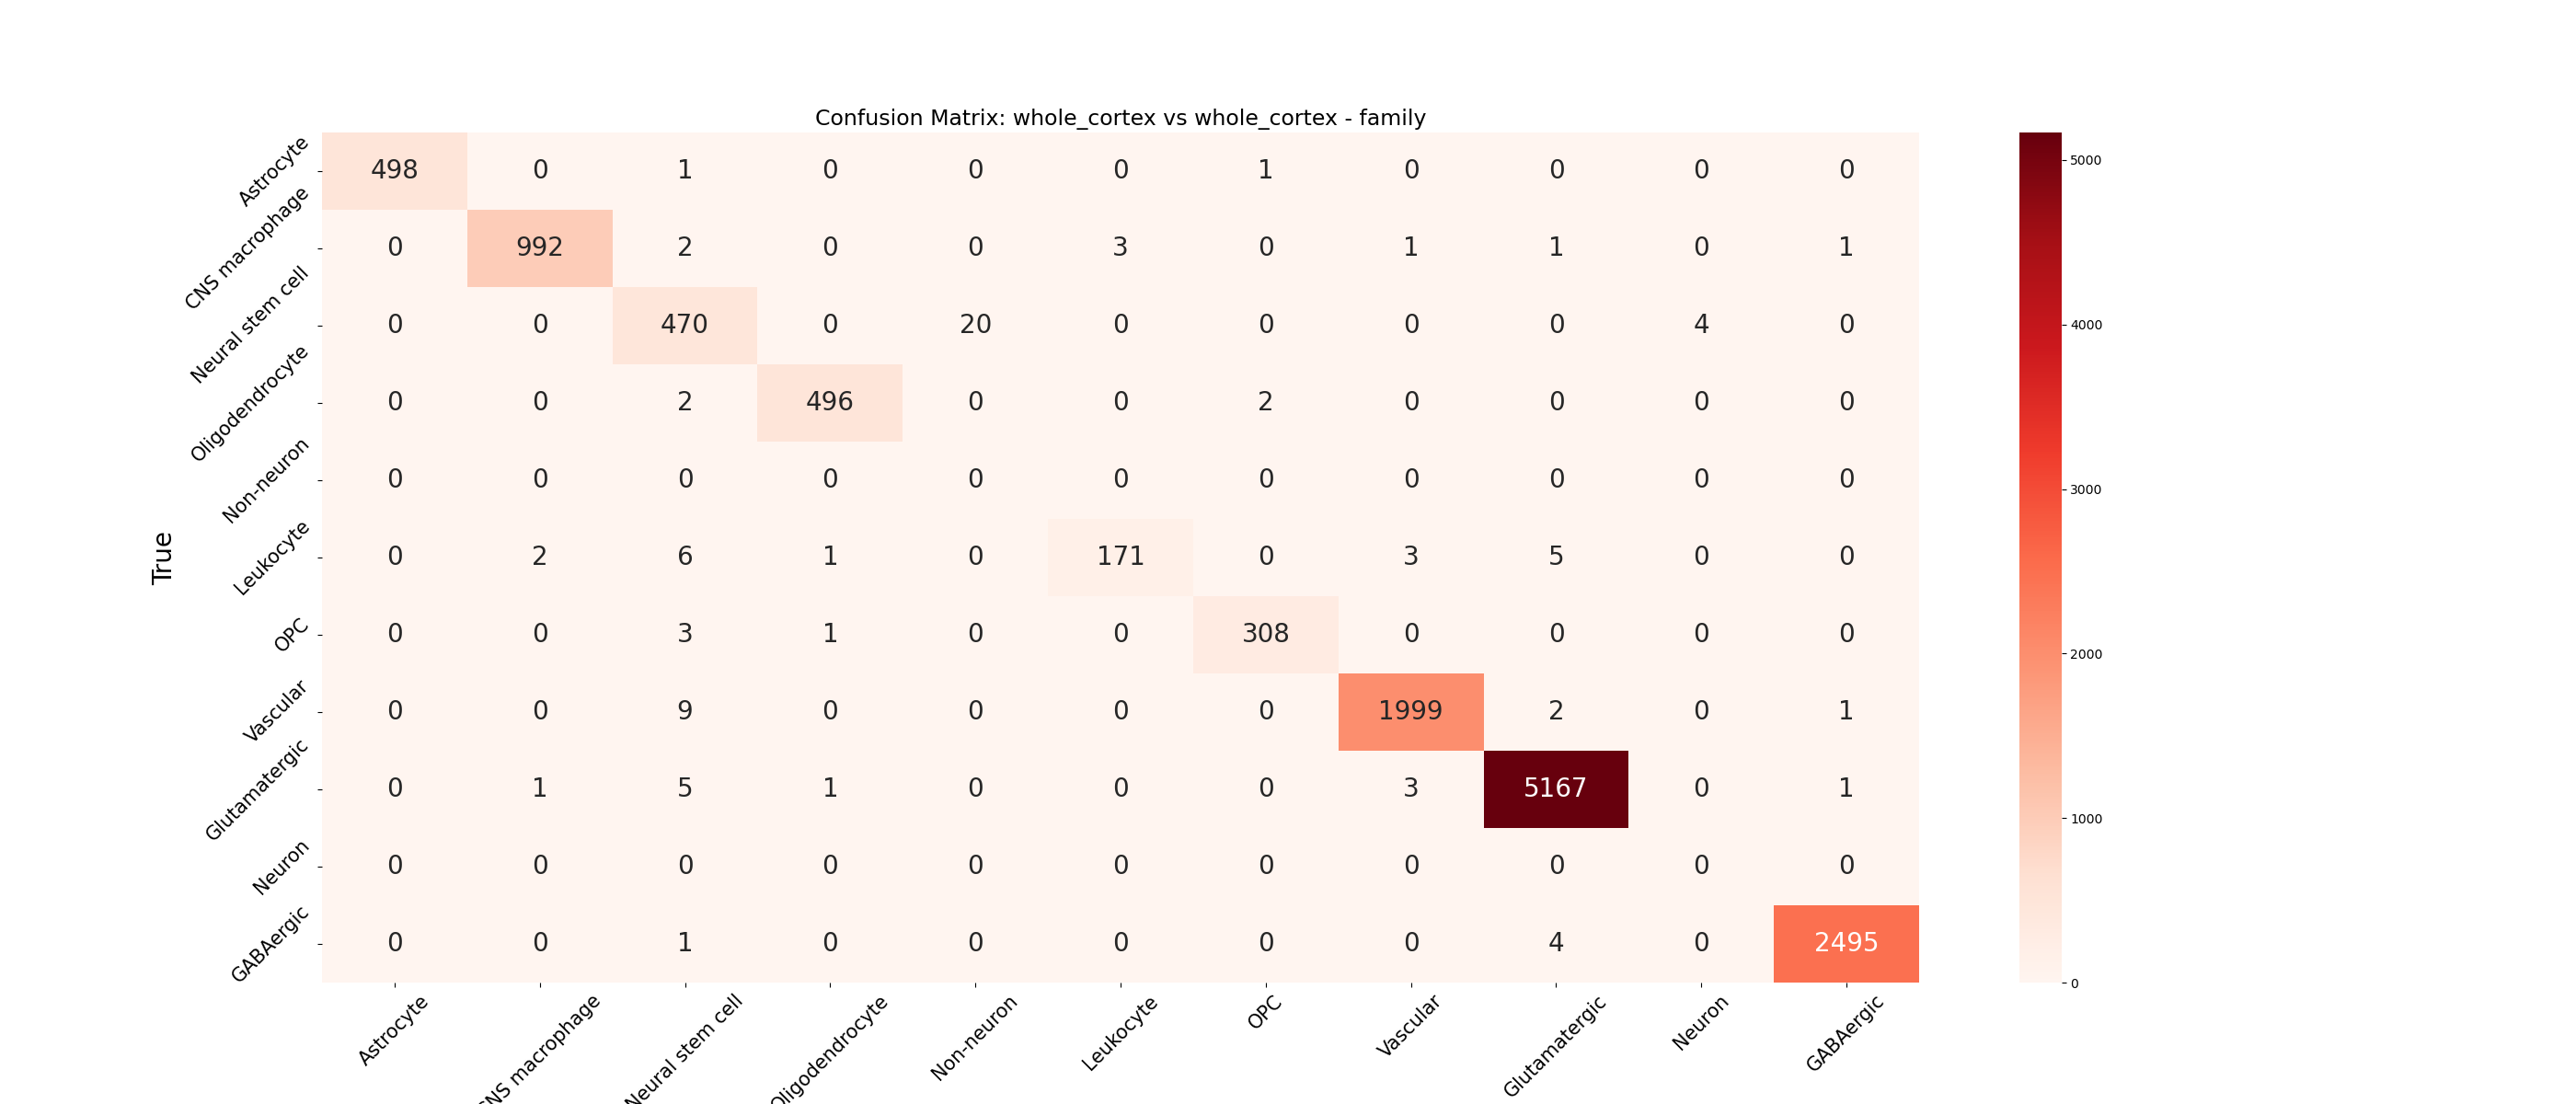 Confusion Matrix: whole_cortex vs whole_cortex - family
True
Astrocyte 498 0 1 0 0 0 1 0 0 0 0
CNS macrophage 0 992 2 0 0 3 0 1 1 0 1
Neural stem cell 0 0 470 0 20 0 0 0 0 4 0
Oligodendrocyte 0 0 2 496 0 0 2 0 0 0 0
Non-neuron 0 0 0 0 0 0 0 0 0 0 0
Leukocyte 0 2 6 1 0 171 0 3 5 0 0
OPC 0 0 3 1 0 0 308 0 0 0 0
Vascular 0 0 9 0 0 0 0 1999 2 0 1
Glutamatergic 0 1 5 1 0 0 0 3 5167 0 1
Neuron 0 0 0 0 0 0 0 0 0 0 0
GABAergic 0 0 1 0 0 0 0 0 4 0 2495
Astrocyte CNS macrophage Neural stem cell Oligodendrocyte Non-neuron Leukocyte OPC Vascular Glutamatergic Neuron GABAergic
5000
4000
3000
2000
1000
0